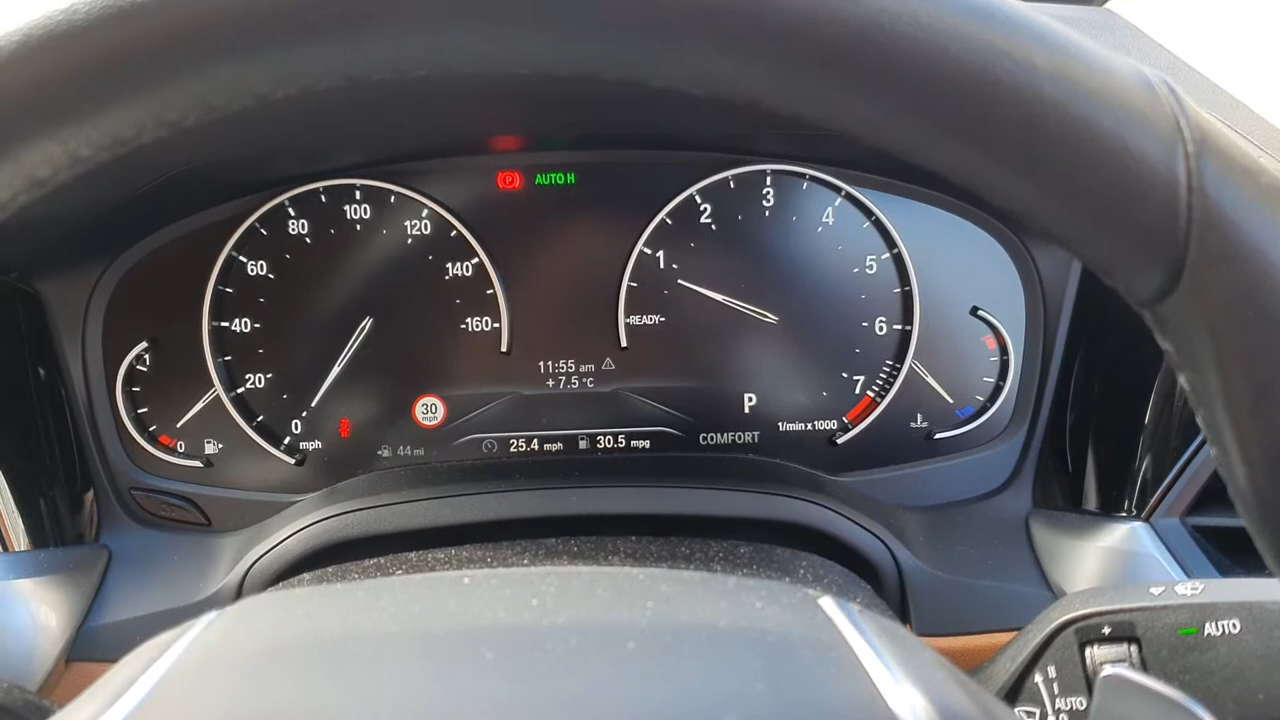 AUTO H
0
20
40
60
80
100
120
140
160
mph
READY
1
2
3
4
5
6
7
1/min x 1000
11:55 am
+7.5 °C
30
mph
P
COMFORT
44 mi
25.4 mph
30.5 mpg
1
0
AUTO
AUTO